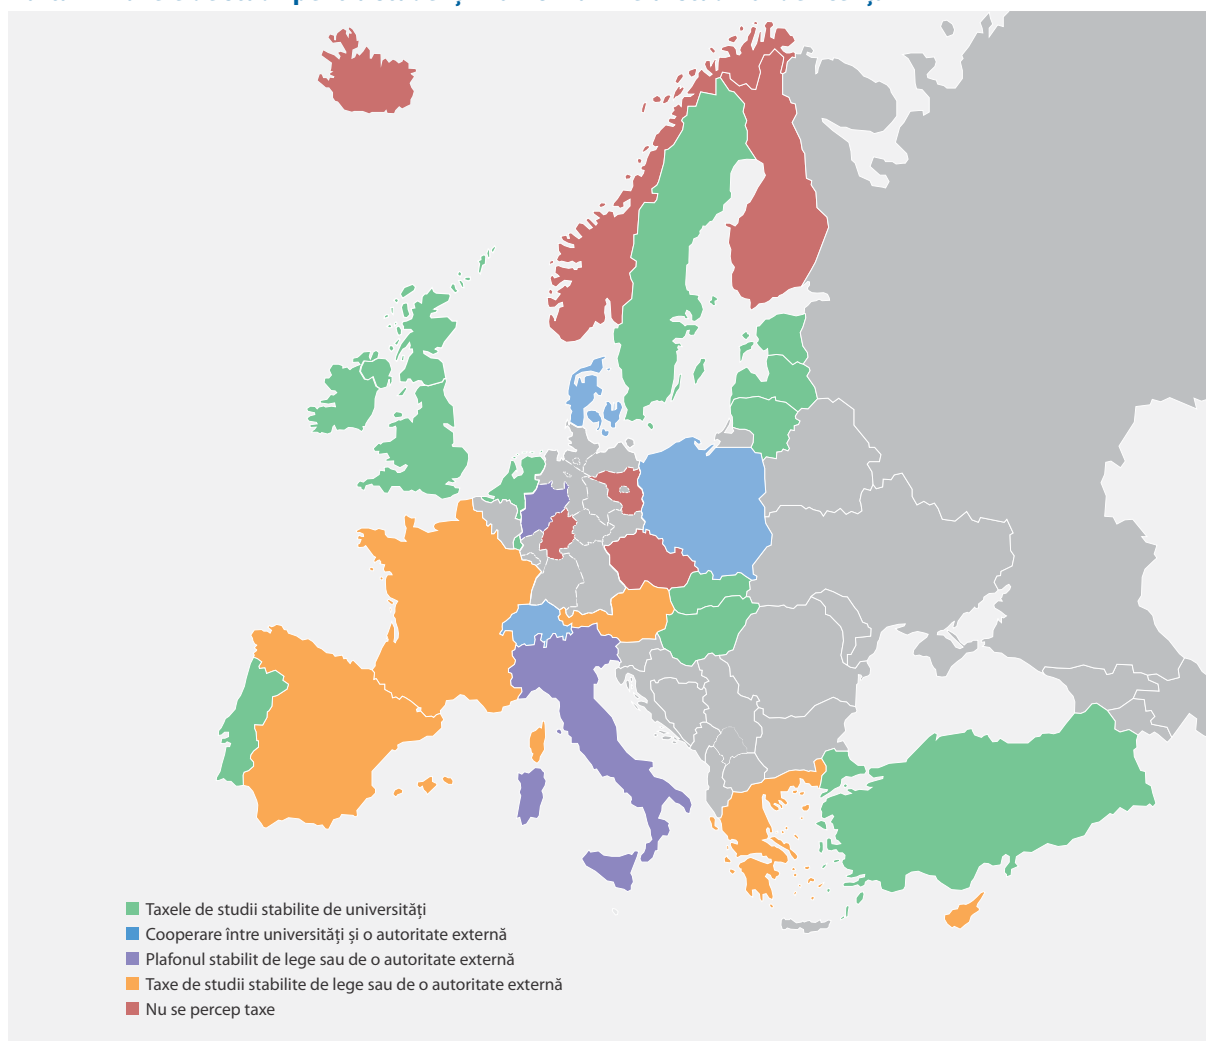 Taxele de studii stabilite de universități
Cooperare între universități și o autoritate externă
Plafonul stabilit de lege sau de o autoritate externă
Taxe de studii stabilite de lege sau de o autoritate externă
Nu se percep taxe